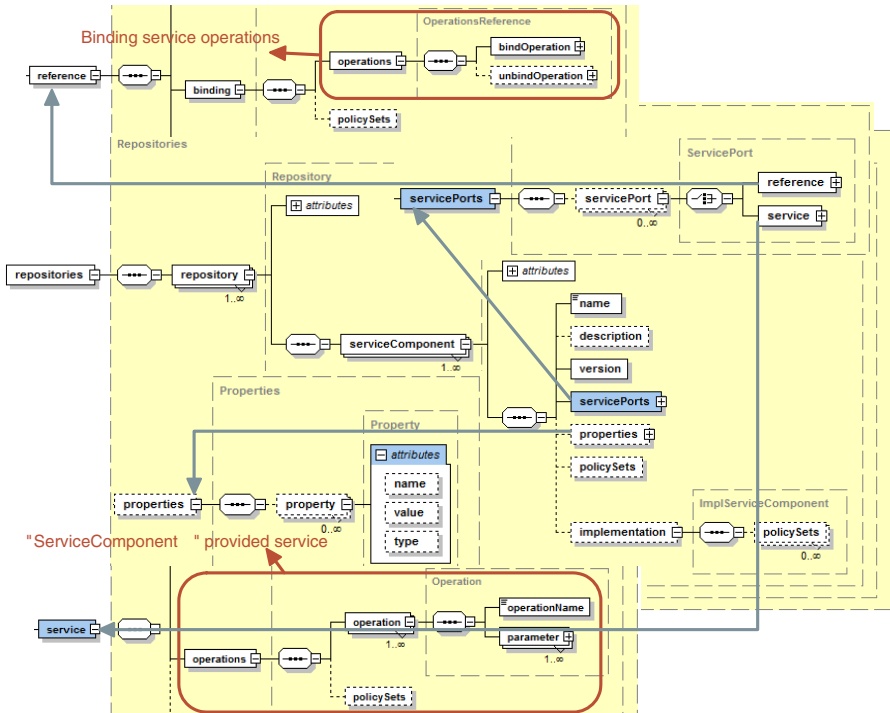 OperationsReference
Binding service operations
bindOperation
operations
reference
unbindOperation
binding
policySets
Repositories
ServicePort
Repository
reference
servicePorts
servicePort
attributes
0..∞
service
repositories
repository
attributes
1..∞
name
serviceComponent
description
1..∞
version
Properties
servicePorts
Property
properties
attributes
policySets
name
properties
property
value
ImplServiceComponent
0..∞
type
implementation
policySets
"ServiceComponent " provided service
0..∞
Operation
operationName
service
operation
parameter
1..∞
operations
1..∞
policySets